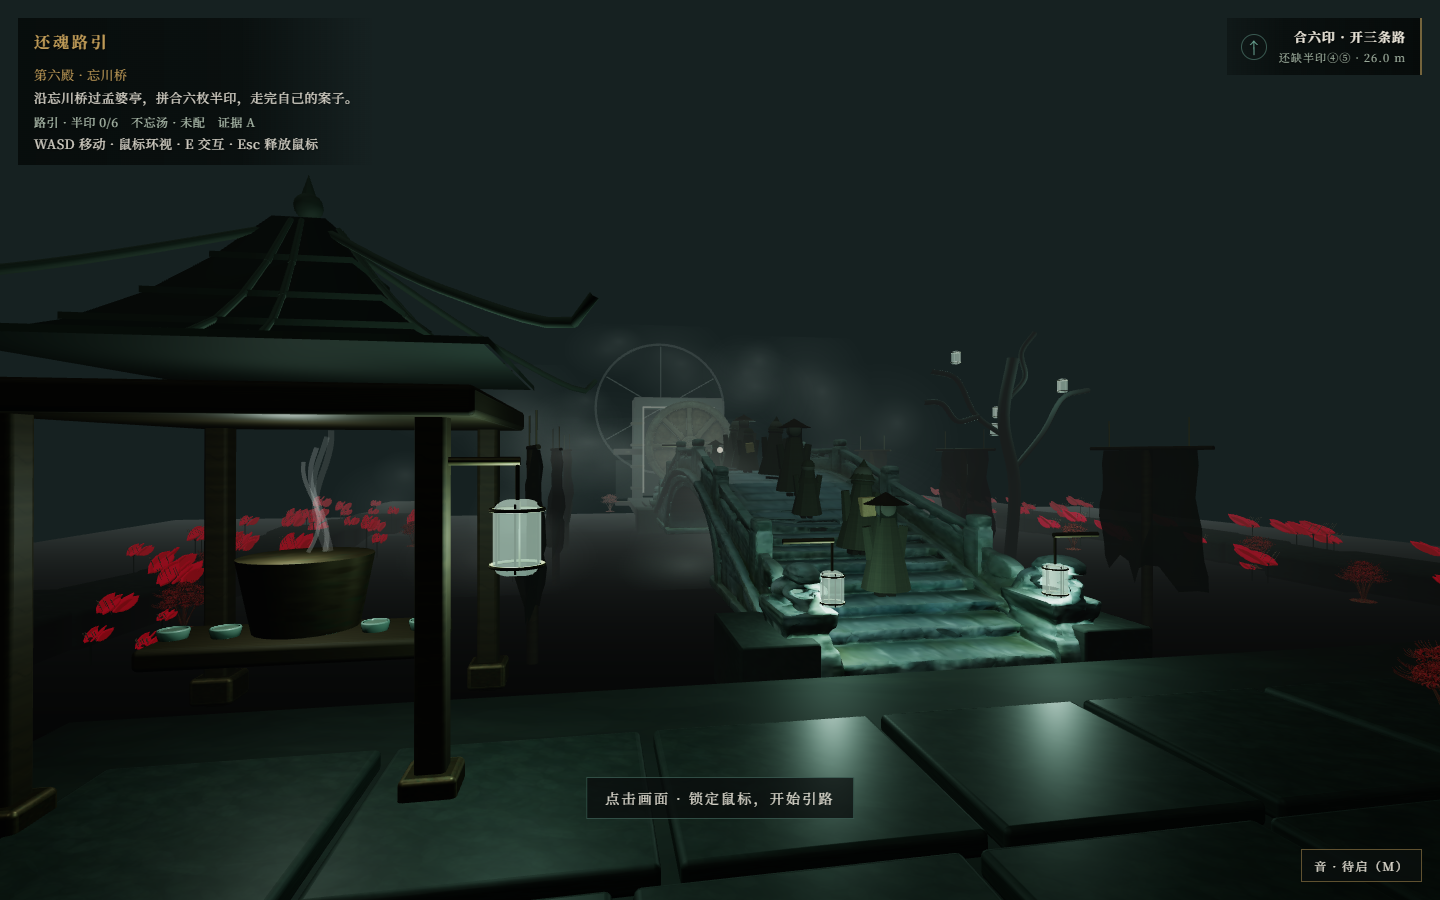 还魂路引
第六殿 · 忘川桥
沿忘川桥过孟婆亭，拼合六枚半印，走完自己的案子。
路引 · 半印 0/6 不忘汤 · 未配 证据 A
WASD 移动 · 鼠标环视 · E 交互 · Esc 释放鼠标
合六印 · 开三条路
还缺半印④⑤ · 26.0 m
点击画面 · 锁定鼠标，开始引路
音 · 待启（M）